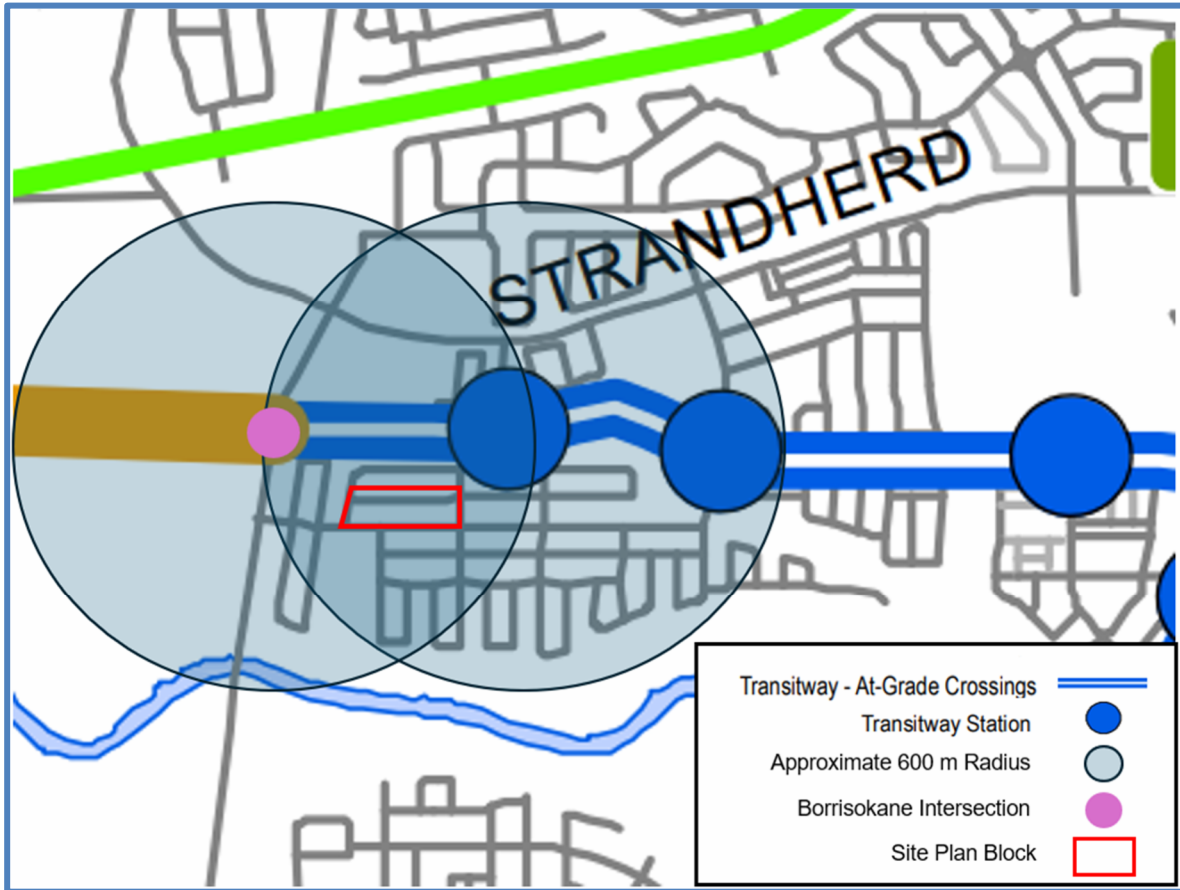 STRANDHERD
Transitway - At-Grade Crossings
Transitway Station
Approximate 600 m Radius
Borrisokane Intersection
Site Plan Block